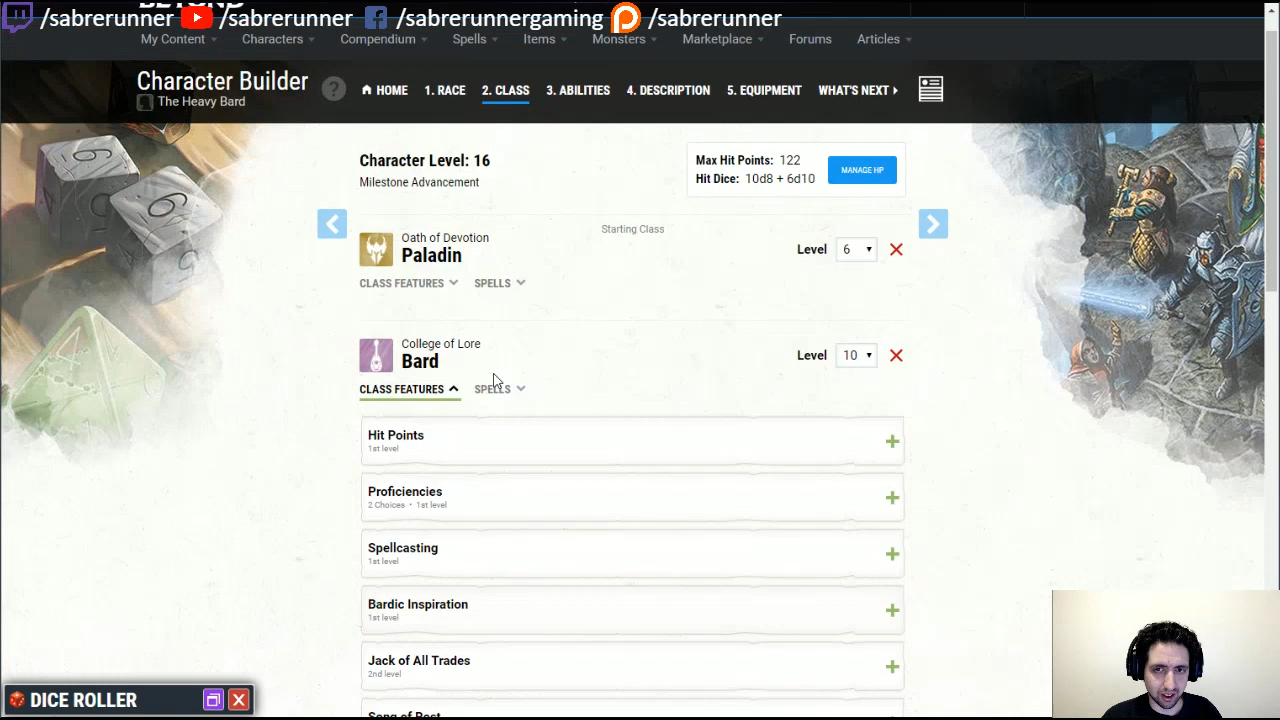 BEYOND
/sabrerunner /sabrerunner /sabrerunnergaming /sabrerunner
My Content Characters Compendium Spells Items Monsters Marketplace Forums Articles
Character Builder
The Heavy Bard
? HOME 1. RACE 2. CLASS 3. ABILITIES 4. DESCRIPTION 5. EQUIPMENT WHAT'S NEXT
Character Level: 16
Milestone Advancement
Max Hit Points: 122
Hit Dice: 10d8 + 6d10
MANAGE HP
Starting Class
Oath of Devotion
Paladin
Level 6
CLASS FEATURES SPELLS
College of Lore
Bard
Level 10
CLASS FEATURES SPELLS
Hit Points
1st level
Proficiencies
2 Choices • 1st level
Spellcasting
1st level
Bardic Inspiration
1st level
Jack of All Trades
2nd level
Song of Rest
DICE ROLLER